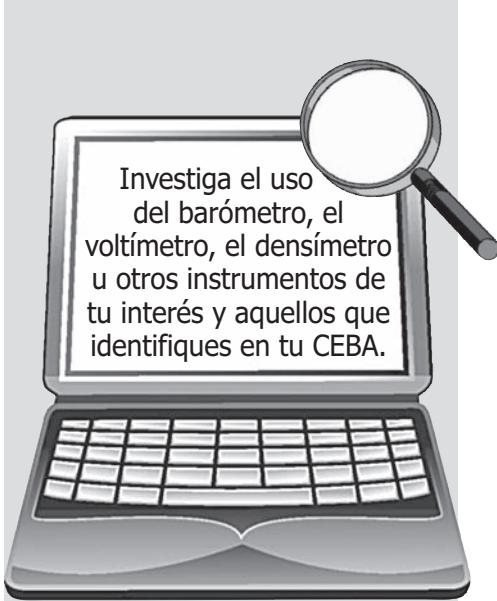 Investiga el uso
del barómetro, el
voltímetro, el densímetro
u otros instrumentos de
tu interés y aquellos que
identifiques en tu CEBA.